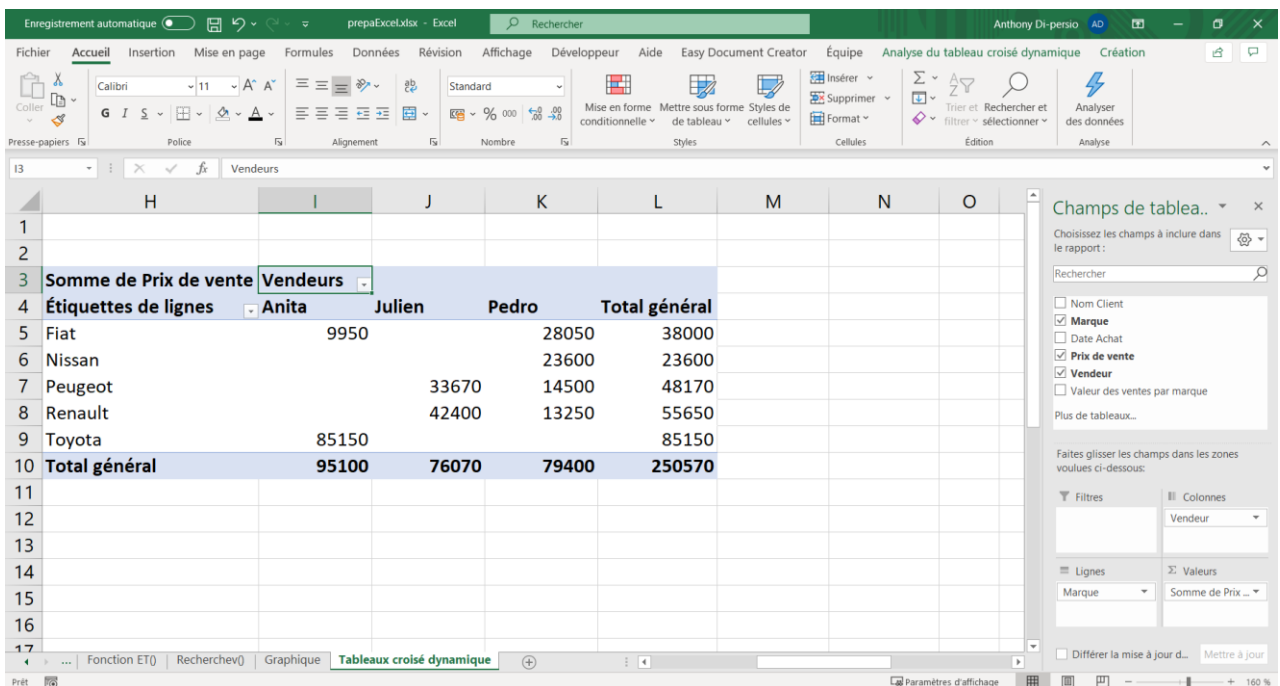 Enregistrement automatique prepaExcel.xlsx - Excel Rechercher Anthony Di-persio AD
Fichier Accueil Insertion Mise en page Formules Données Révision Affichage Développeur Aide Easy Document Creator Équipe Analyse du tableau croisé dynamique Création
Coller Calibri 11 A A ab Standard Mise en forme conditionnelle Mettre sous forme de tableau Styles de cellules Insérer Σ Trier et filtrer Rechercher et sélectionner Analyser des données
Supprimer
G I S A % 000 Format
Presse-papiers Police Alignement Nombre Styles Cellules Édition Analyse
I3 fx Vendeurs
H I J K L M N O
1
2
3 Somme de Prix de vente Vendeurs
4 Étiquettes de lignes Anita Julien Pedro Total général
5 Fiat 9950 28050 38000
6 Nissan 23600 23600
7 Peugeot 33670 14500 48170
8 Renault 42400 13250 55650
9 Toyota 85150 85150
10 Total général 95100 76070 79400 250570
11
12
13
14
15
16
17
Champs de tablea..
Choisissez les champs à inclure dans
le rapport :
Rechercher
Nom Client
Marque
Date Achat
Prix de vente
Vendeur
Valeur des ventes par marque
Plus de tableaux...
Faites glisser les champs dans les zones
voulues ci-dessous:
Filtres Colonnes
Vendeur
Lignes Σ Valeurs
Marque Somme de Prix ...
Différer la mise à jour d... Mettre à jour
... Fonction ET() Recherchev() Graphique Tableaux croisé dynamique
Prêt Paramètres d'affichage 160 %